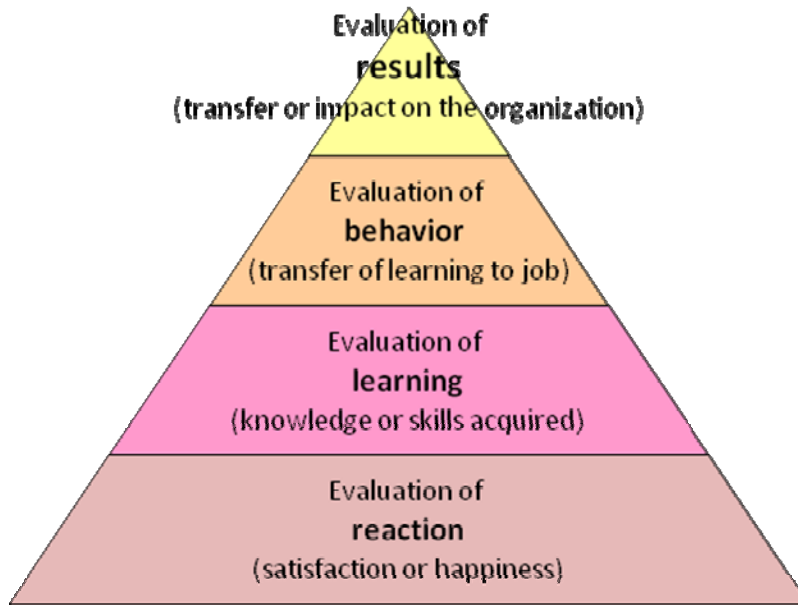 Evaluation of
results
(transfer or impact on the organization)
Evaluation of
behavior
(transfer of learning to job)
Evaluation of
learning
(knowledge or skills acquired)
Evaluation of
reaction
(satisfaction or happiness)